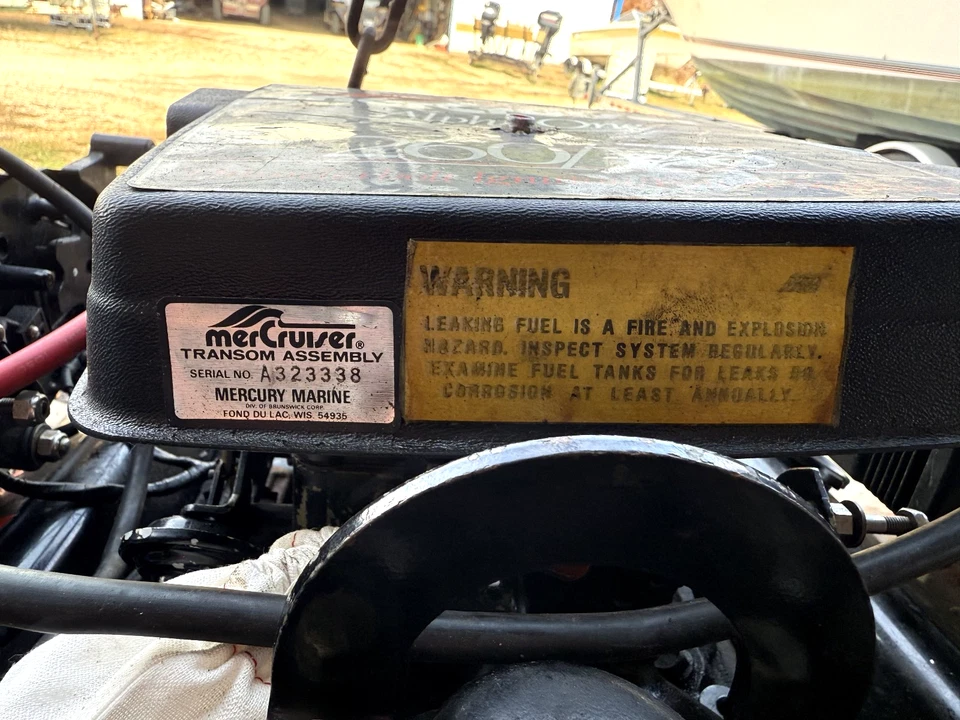 merCruiser®
TRANSOM ASSEMBLY
SERIAL NO. A323338
MERCURY MARINE
DIV. OF BRUNSWICK CORP.
FOND DU LAC, WIS. 54935
WARNING
LEAKING FUEL IS A FIRE AND EXPLOSION
HAZARD. INSPECT SYSTEM REGULARLY.
EXAMINE FUEL TANKS FOR LEAKS OR
CORROSION AT LEAST ANNUALLY.